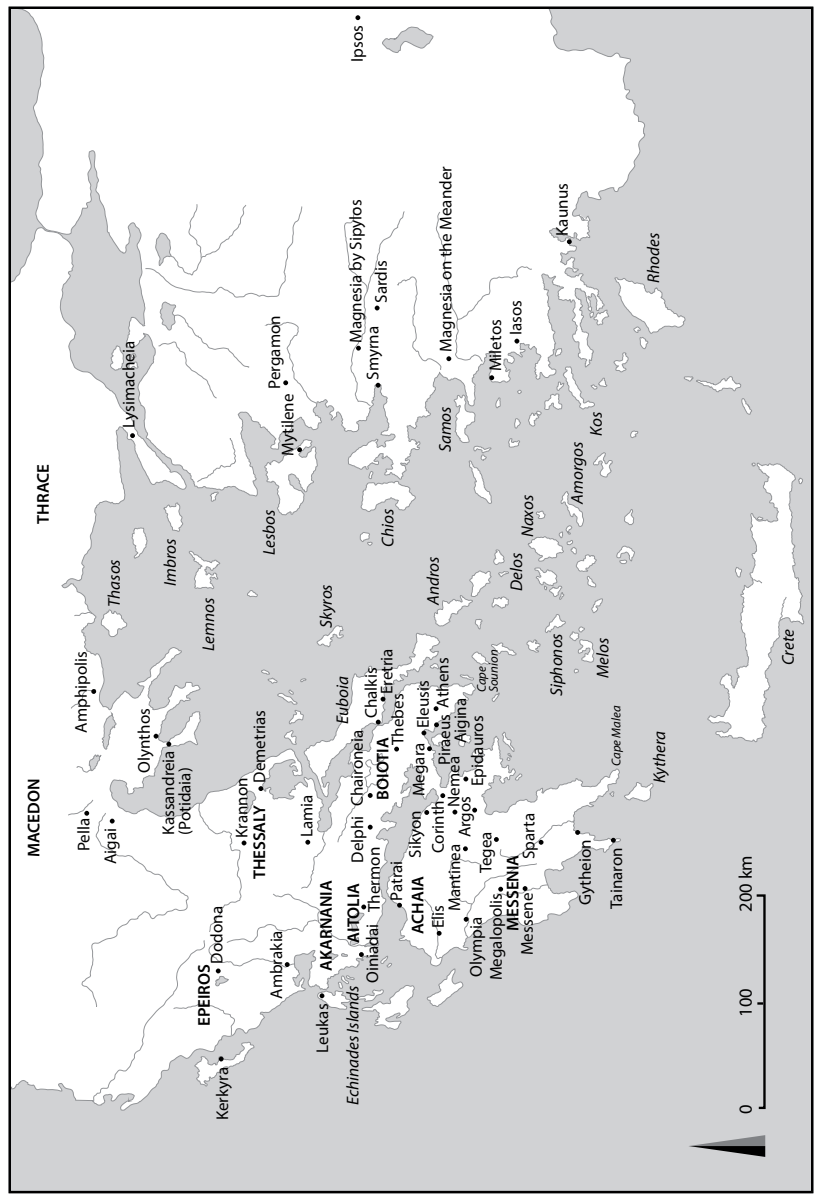 MACEDON
THRACE
Pella
Aigai
Amphipolis
Olynthos
Kassandreia
(Potidaia)
Thasos
Imbros
Lemnos
Lysimacheia
EPEIROS
Dodona
Kerkyra
Krannon
THESSALY
Demetrias
Ambrakia
Lamia
Leukas
AKARNANIA
Echinades Islands
AITOLIA
Oiniadai
Thermon
Delphi
Chaironeia
BOIOTIA
Thebes
Euboia
Chalkis
Eretria
Skyros
Lesbos
Mytilene
Pergamon
Chios
Magnesia by Sipylos
Smyrna
Sardis
Ipsos
Patrai
ACHAIA
Elis
Sikyon
Corinth
Nemea
Megara
Eleusis
Piraeus
Athens
Aigina
Epidauros
Argos
Mantinea
Tegea
Olympia
Megalopolis
MESSENIA
Messene
Sparta
Gytheion
Tainaron
Cape
Sounion
Cape Malea
Kythera
Andros
Delos
Naxos
Siphonos
Melos
Amorgos
Samos
Magnesia on the Meander
Miletos
Iasos
Kos
Kaunus
Rhodes
Crete
0
100
200 km